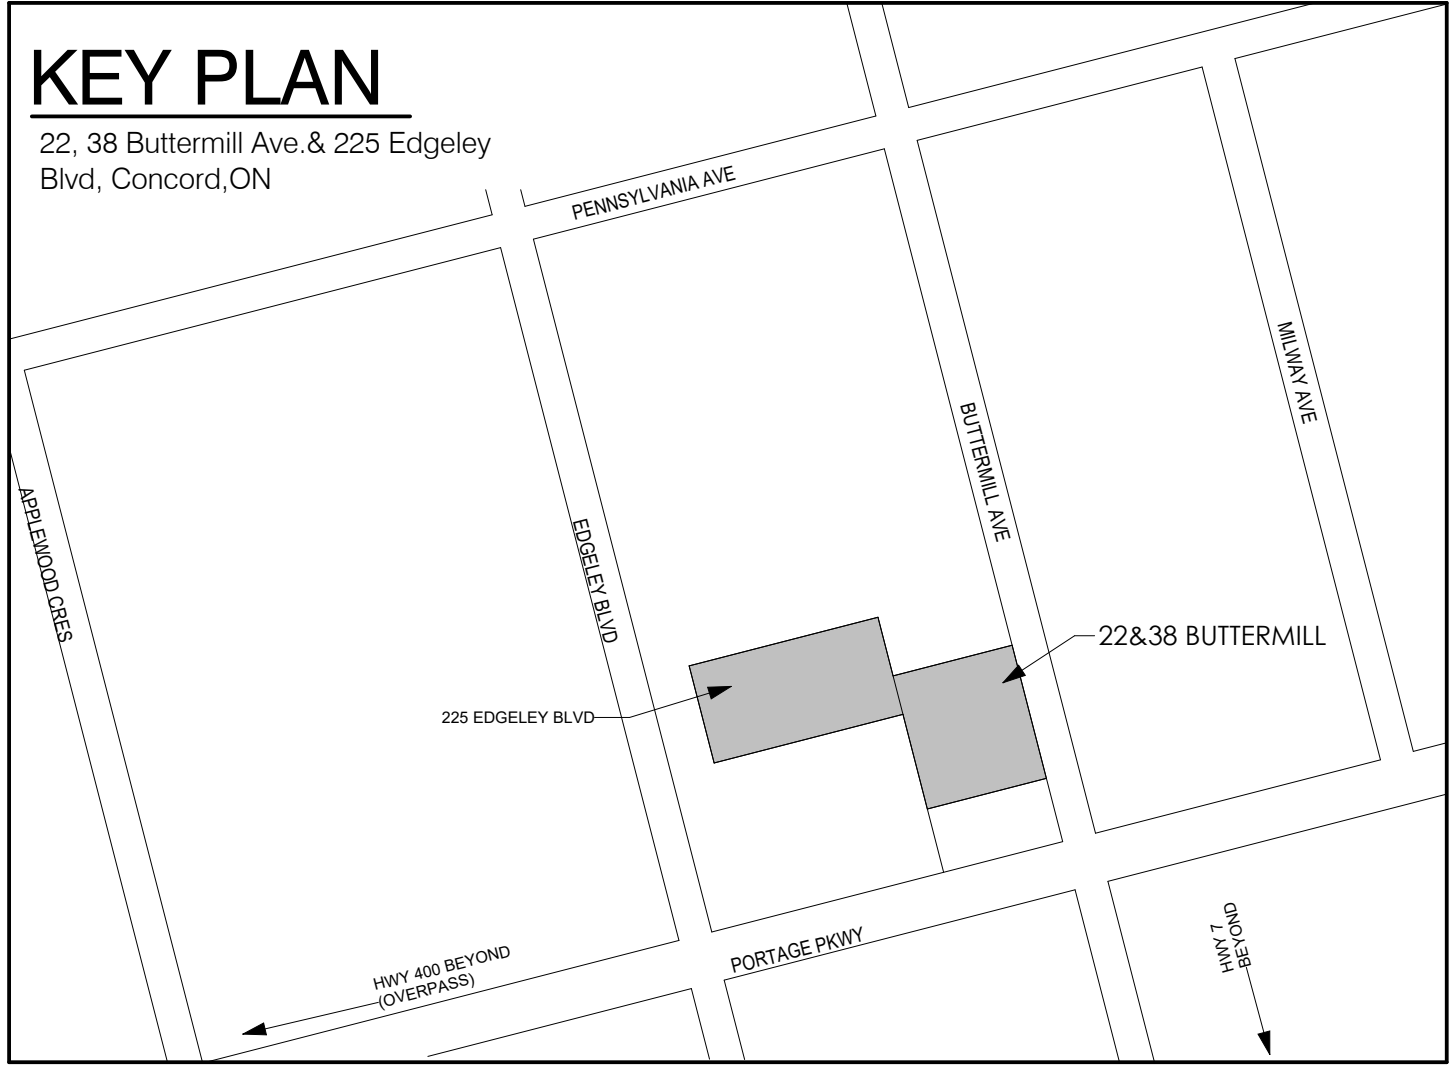 KEY PLAN
22, 38 Buttermill Ave.& 225 Edgeley
Blvd, Concord,ON
PENNSYLVANIA AVE
MILWAY AVE
BUTTERMILL AVE
APPLEWOOD CRES
EDGELEY BLVD
22&38 BUTTERMILL
225 EDGELEY BLVD
PORTAGE PKWY
HWY 400 BEYOND
(OVERPASS)
HWY 7
BEYOND